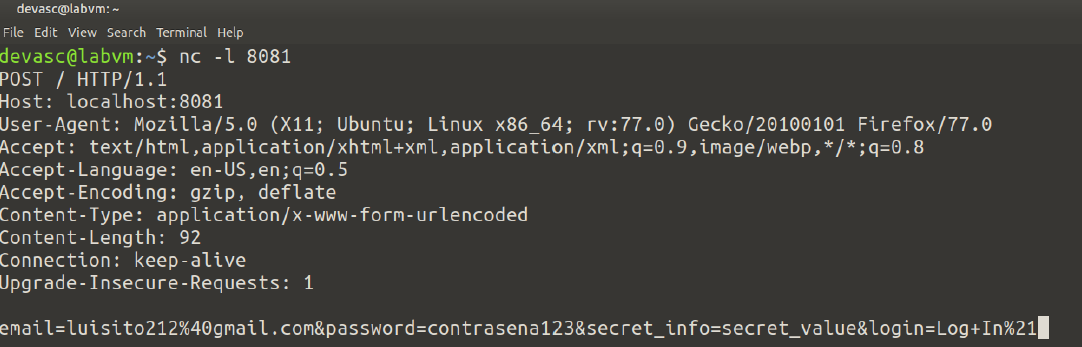 devasc@labvm: ~
File Edit View Search Terminal Help
devasc@labvm:~$ nc -l 8081
POST / HTTP/1.1
Host: localhost:8081
User-Agent: Mozilla/5.0 (X11; Ubuntu; Linux x86_64; rv:77.0) Gecko/20100101 Firefox/77.0
Accept: text/html,application/xhtml+xml,application/xml;q=0.9,image/webp,*/*;q=0.8
Accept-Language: en-US,en;q=0.5
Accept-Encoding: gzip, deflate
Content-Type: application/x-www-form-urlencoded
Content-Length: 92
Connection: keep-alive
Upgrade-Insecure-Requests: 1
email=luisito212%40gmail.com&password=contrasena123&secret_info=secret_value&login=Log+In%21